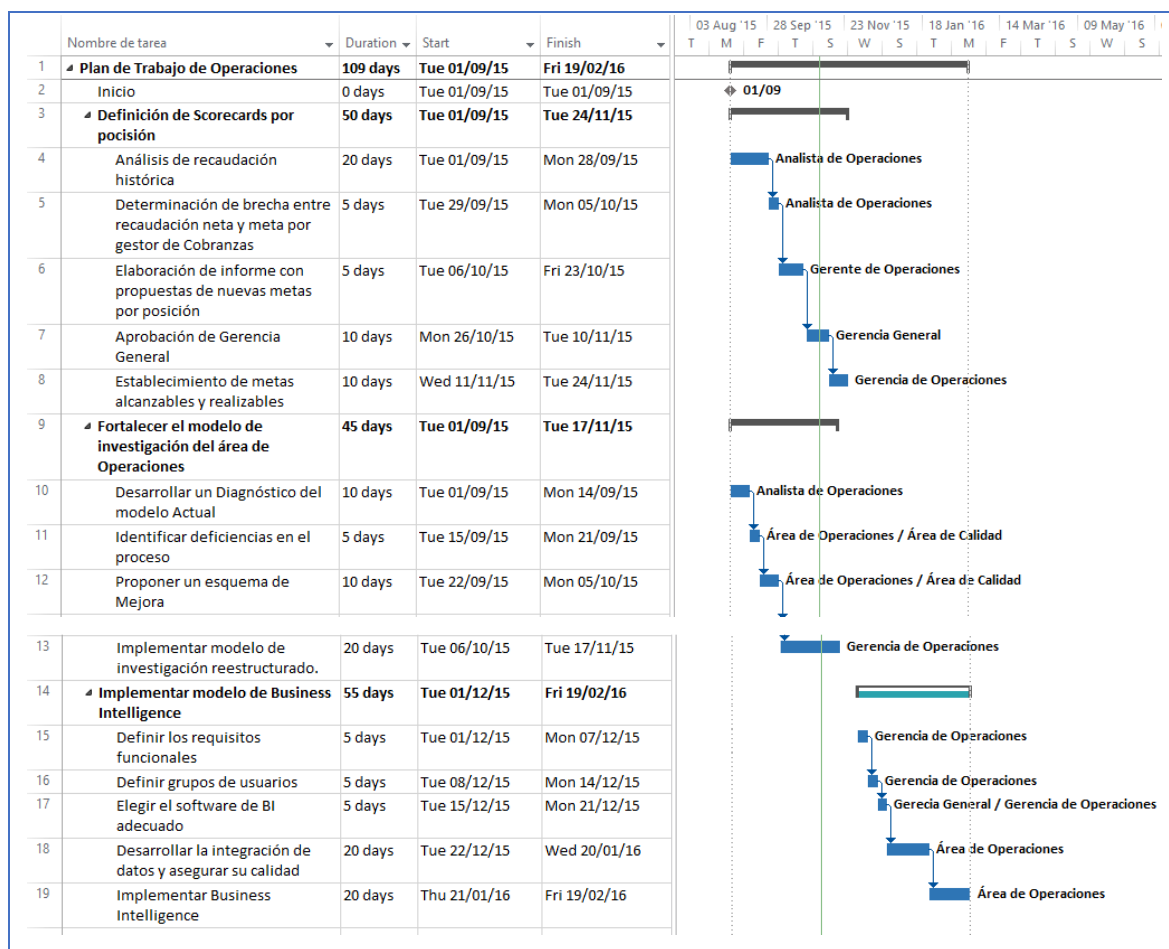 03 Aug '15 28 Sep '15 23 Nov '15 18 Jan '16 14 Mar '16 09 May '16
Nombre de tarea Duration Start Finish T M F T S W S T M F T S W S
1 Plan de Trabajo de Operaciones 109 days Tue 01/09/15 Fri 19/02/16
2 Inicio 0 days Tue 01/09/15 Tue 01/09/15 01/09
3 Definición de Scorecards por 50 days Tue 01/09/15 Tue 24/11/15
pocisión
4 Análisis de recaudación 20 days Tue 01/09/15 Mon 28/09/15 Analista de Operaciones
histórica
5 Determinación de brecha entre 5 days Tue 29/09/15 Mon 05/10/15 Analista de Operaciones
recaudación neta y meta por
gestor de Cobranzas
6 Elaboración de informe con 5 days Tue 06/10/15 Fri 23/10/15 Gerente de Operaciones
propuestas de nuevas metas
por posición
7 Aprobación de Gerencia 10 days Mon 26/10/15 Tue 10/11/15 Gerencia General
General
8 Establecimiento de metas 10 days Wed 11/11/15 Tue 24/11/15 Gerencia de Operaciones
alcanzables y realizables
9 Fortalecer el modelo de 45 days Tue 01/09/15 Tue 17/11/15
investigación del área de
Operaciones
10 Desarrollar un Diagnóstico del 10 days Tue 01/09/15 Mon 14/09/15 Analista de Operaciones
modelo Actual
11 Identificar deficiencias en el 5 days Tue 15/09/15 Mon 21/09/15 Área de Operaciones / Área de Calidad
proceso
12 Proponer un esquema de 10 days Tue 22/09/15 Mon 05/10/15 Área de Operaciones / Área de Calidad
Mejora
13 Implementar modelo de 20 days Tue 06/10/15 Tue 17/11/15 Gerencia de Operaciones
investigación reestructurado.
14 Implementar modelo de Business 55 days Tue 01/12/15 Fri 19/02/16
Intelligence
15 Definir los requisitos 5 days Tue 01/12/15 Mon 07/12/15 Gerencia de Operaciones
funcionales
16 Definir grupos de usuarios 5 days Tue 08/12/15 Mon 14/12/15 Gerencia de Operaciones
17 Elegir el software de BI 5 days Tue 15/12/15 Mon 21/12/15 Gerecia General / Gerencia de Operaciones
adecuado
18 Desarrollar la integración de 20 days Tue 22/12/15 Wed 20/01/16 Área de Operaciones
datos y asegurar su calidad
19 Implementar Business 20 days Thu 21/01/16 Fri 19/02/16 Área de Operaciones
Intelligence